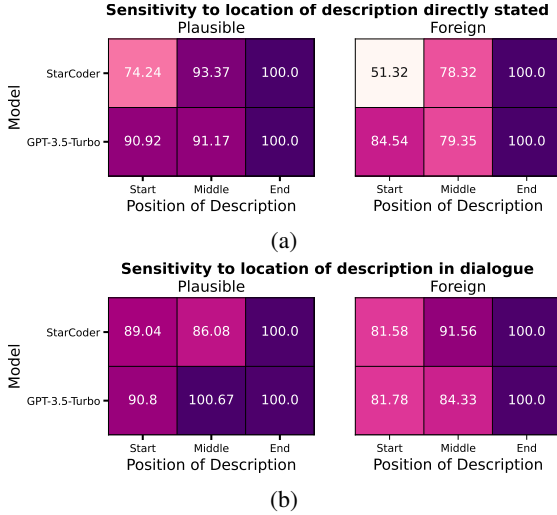 Sensitivity to location of description directly stated
Plausible Foreign
Model
StarCoder 74.24 93.37 100.0 51.32 78.32 100.0
GPT-3.5-Turbo 90.92 91.17 100.0 84.54 79.35 100.0
Start Middle End Start Middle End
Position of Description Position of Description
(a)
Sensitivity to location of description in dialogue
Plausible Foreign
Model
StarCoder 89.04 86.08 100.0 81.58 91.56 100.0
GPT-3.5-Turbo 90.8 100.67 100.0 81.78 84.33 100.0
Start Middle End Start Middle End
Position of Description Position of Description
(b)